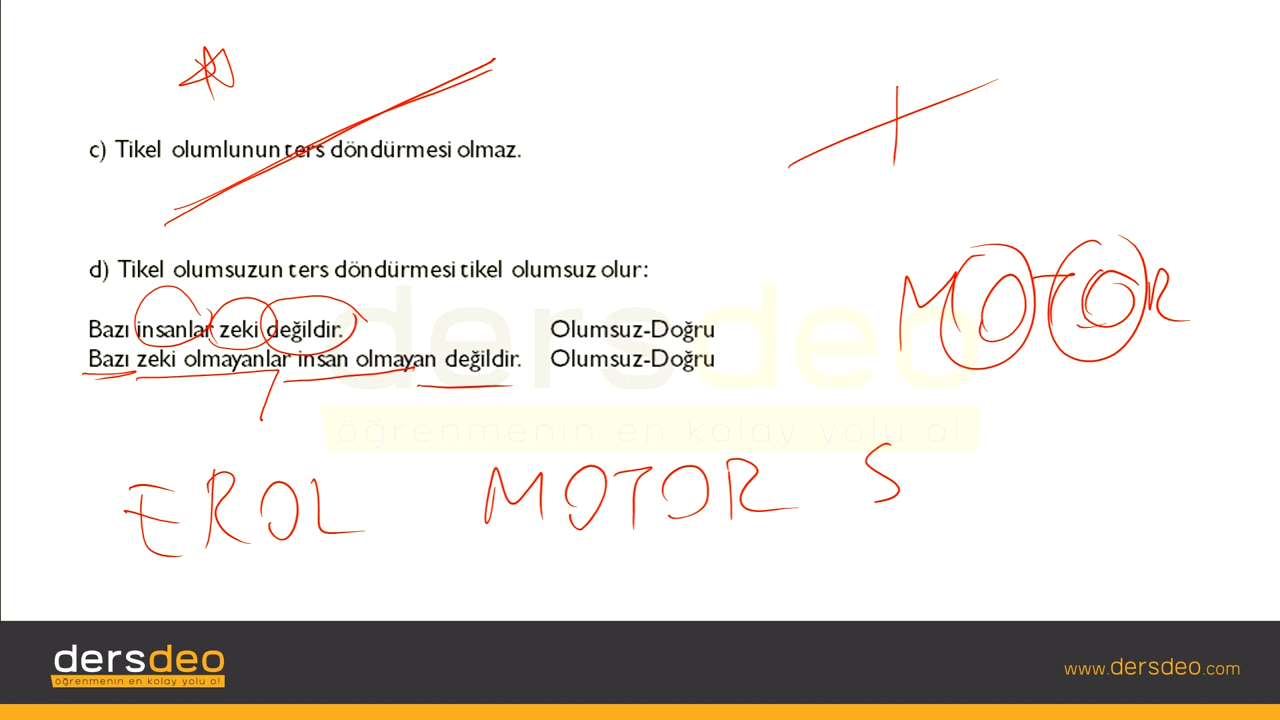 c) Tikel olumlunun ters döndürmesi olmaz.
d) Tikel olumsuzun ters döndürmesi tikel olumsuz olur:
MOTOR
Bazı insanlar zeki değildir. Olumsuz-Doğru
Bazı zeki olmayanlar insan olmayan değildir. Olumsuz-Doğru
dersdeo
öğrenmenin en kolay yolu o!
EROL MOTOR S
dersdeo
öğrenmenin en kolay yolu o!
www.dersdeo.com